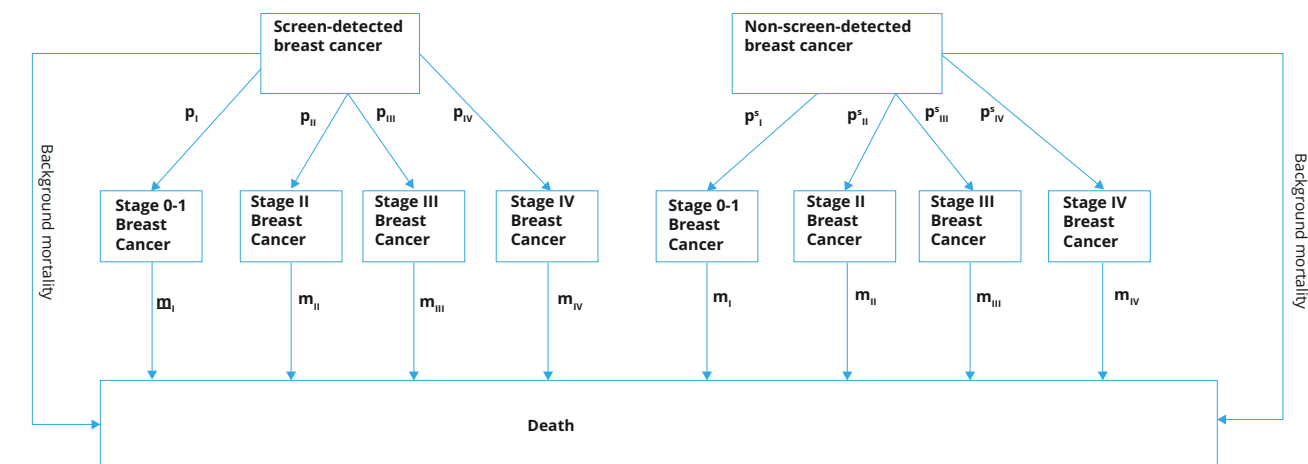 Screen-detected
breast cancer
Non-screen-detected
breast cancer
pI
pII
pIII
pIV
psI
psII
psIII
psIV
Background mortality
Background mortality
Stage 0-1
Breast
Cancer
Stage II
Breast
Cancer
Stage III
Breast
Cancer
Stage IV
Breast
Cancer
Stage 0-1
Breast
Cancer
Stage II
Breast
Cancer
Stage III
Breast
Cancer
Stage IV
Breast
Cancer
mI
mII
mIII
mIV
mI
mII
mIII
mIV
Death